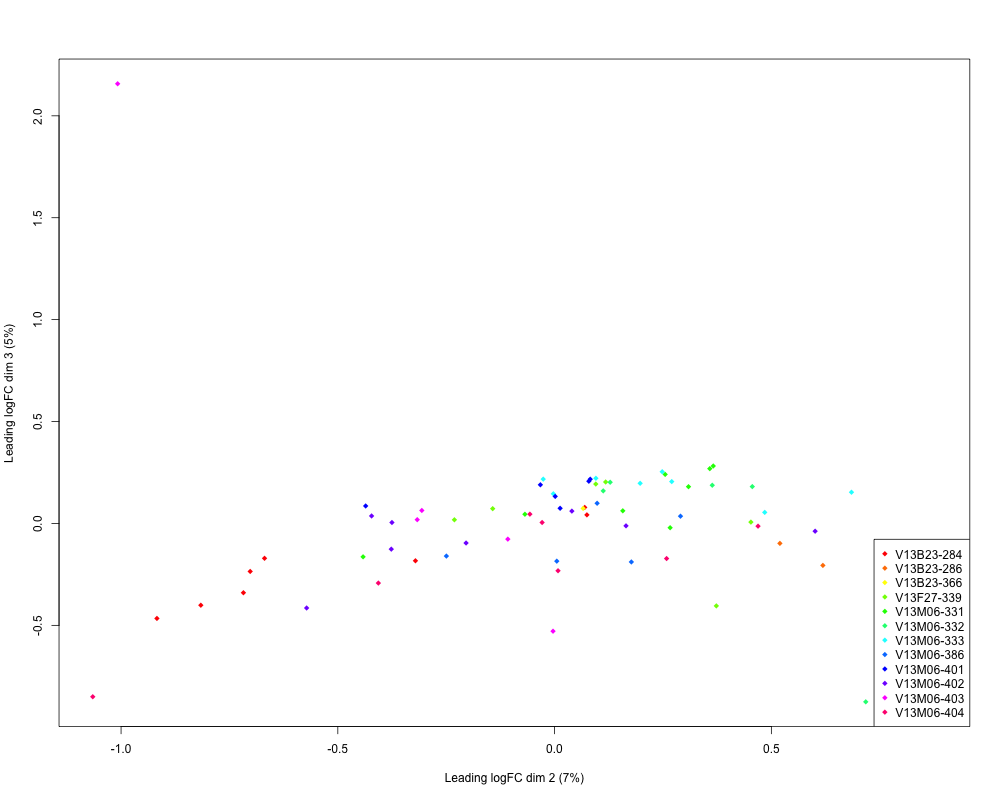 2.0
1.5
1.0
0.5
0.0
-0.5
Leading logFC dim 3 (5%)
V13B23-284
V13B23-286
V13B23-366
V13F27-339
V13M06-331
V13M06-332
V13M06-333
V13M06-386
V13M06-401
V13M06-402
V13M06-403
V13M06-404
-1.0 -0.5 0.0 0.5
Leading logFC dim 2 (7%)